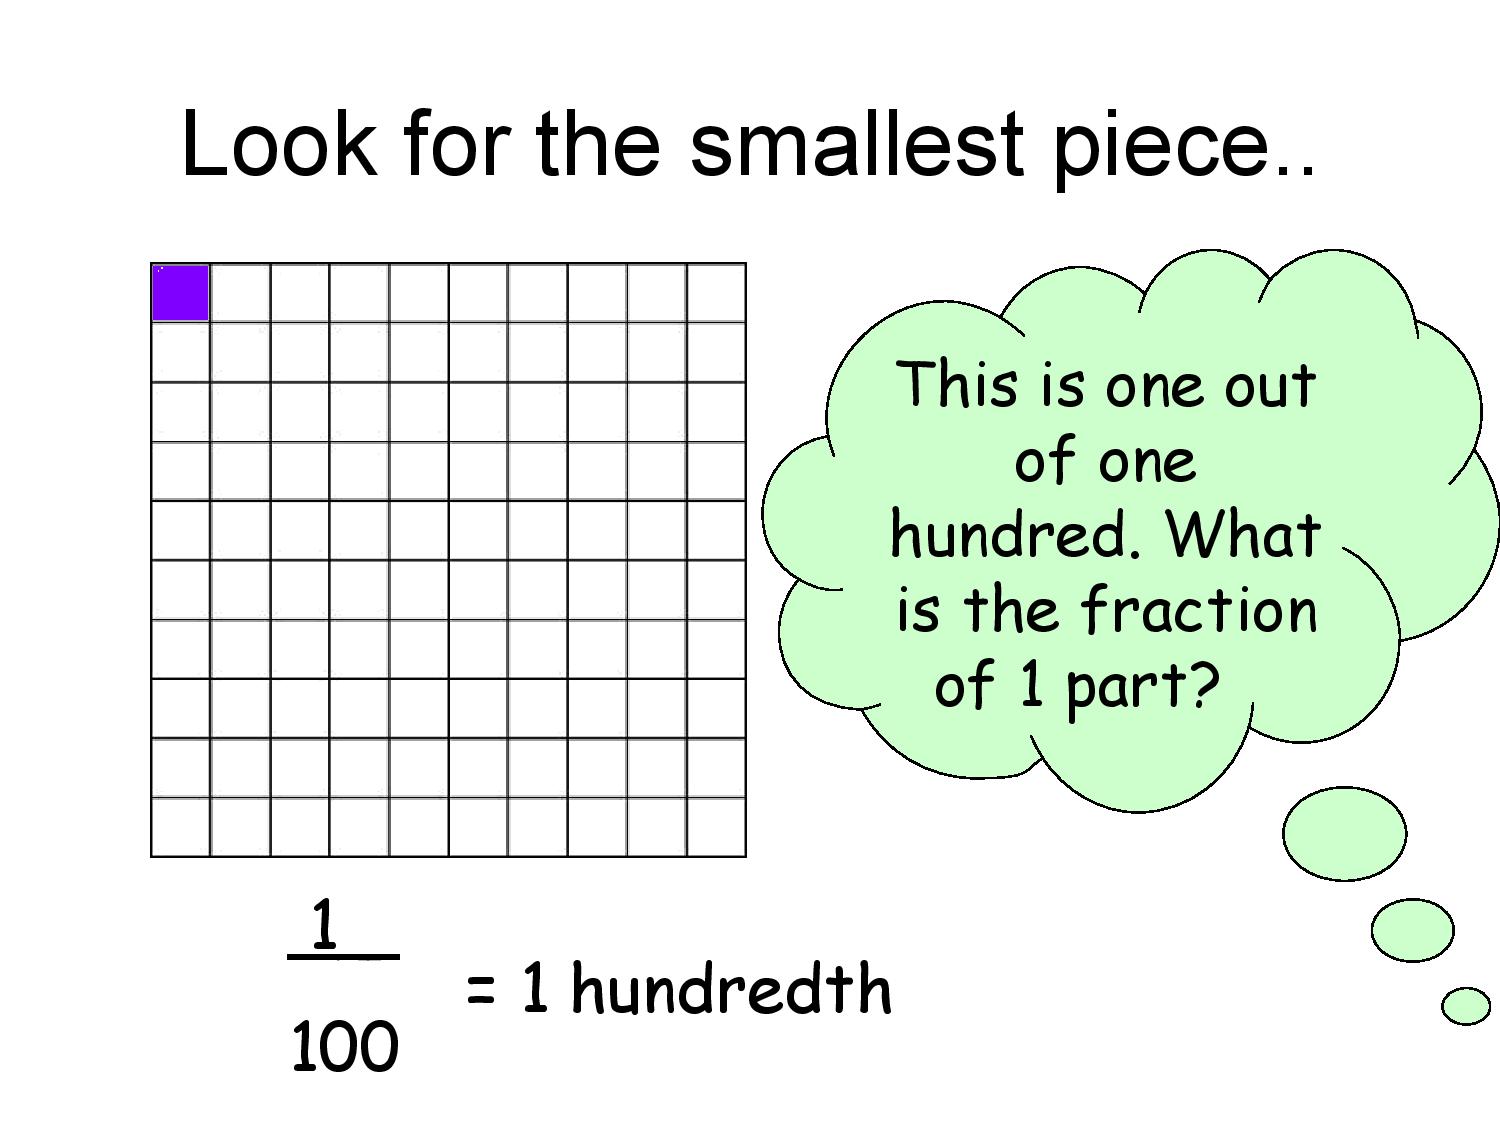 Look for the smallest piece..
This is one out
of one
hundred. What
is the fraction
of 1 part?
1
100
= 1 hundredth